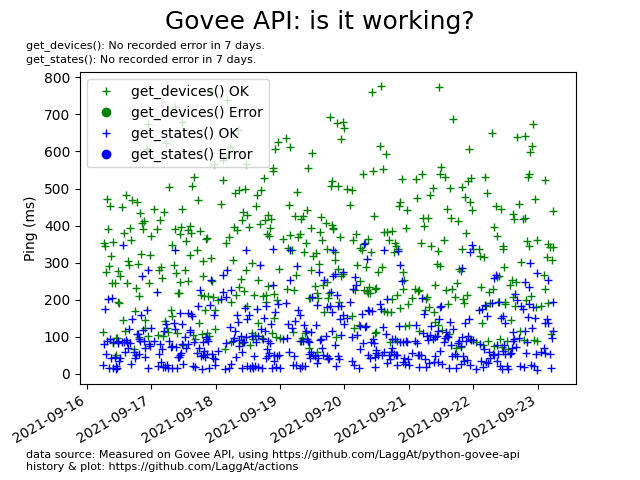 Govee API: is it working?
get_devices(): No recorded error in 7 days.
get_states(): No recorded error in 7 days.
get_devices() OK
get_devices() Error
get_states() OK
get_states() Error
Ping (ms)
800
700
600
500
400
300
200
100
0
2021-09-16
2021-09-17
2021-09-18
2021-09-19
2021-09-20
2021-09-21
2021-09-22
2021-09-23
data source: Measured on Govee API, using https://github.com/LaggAt/python-govee-api
history & plot: https://github.com/LaggAt/actions